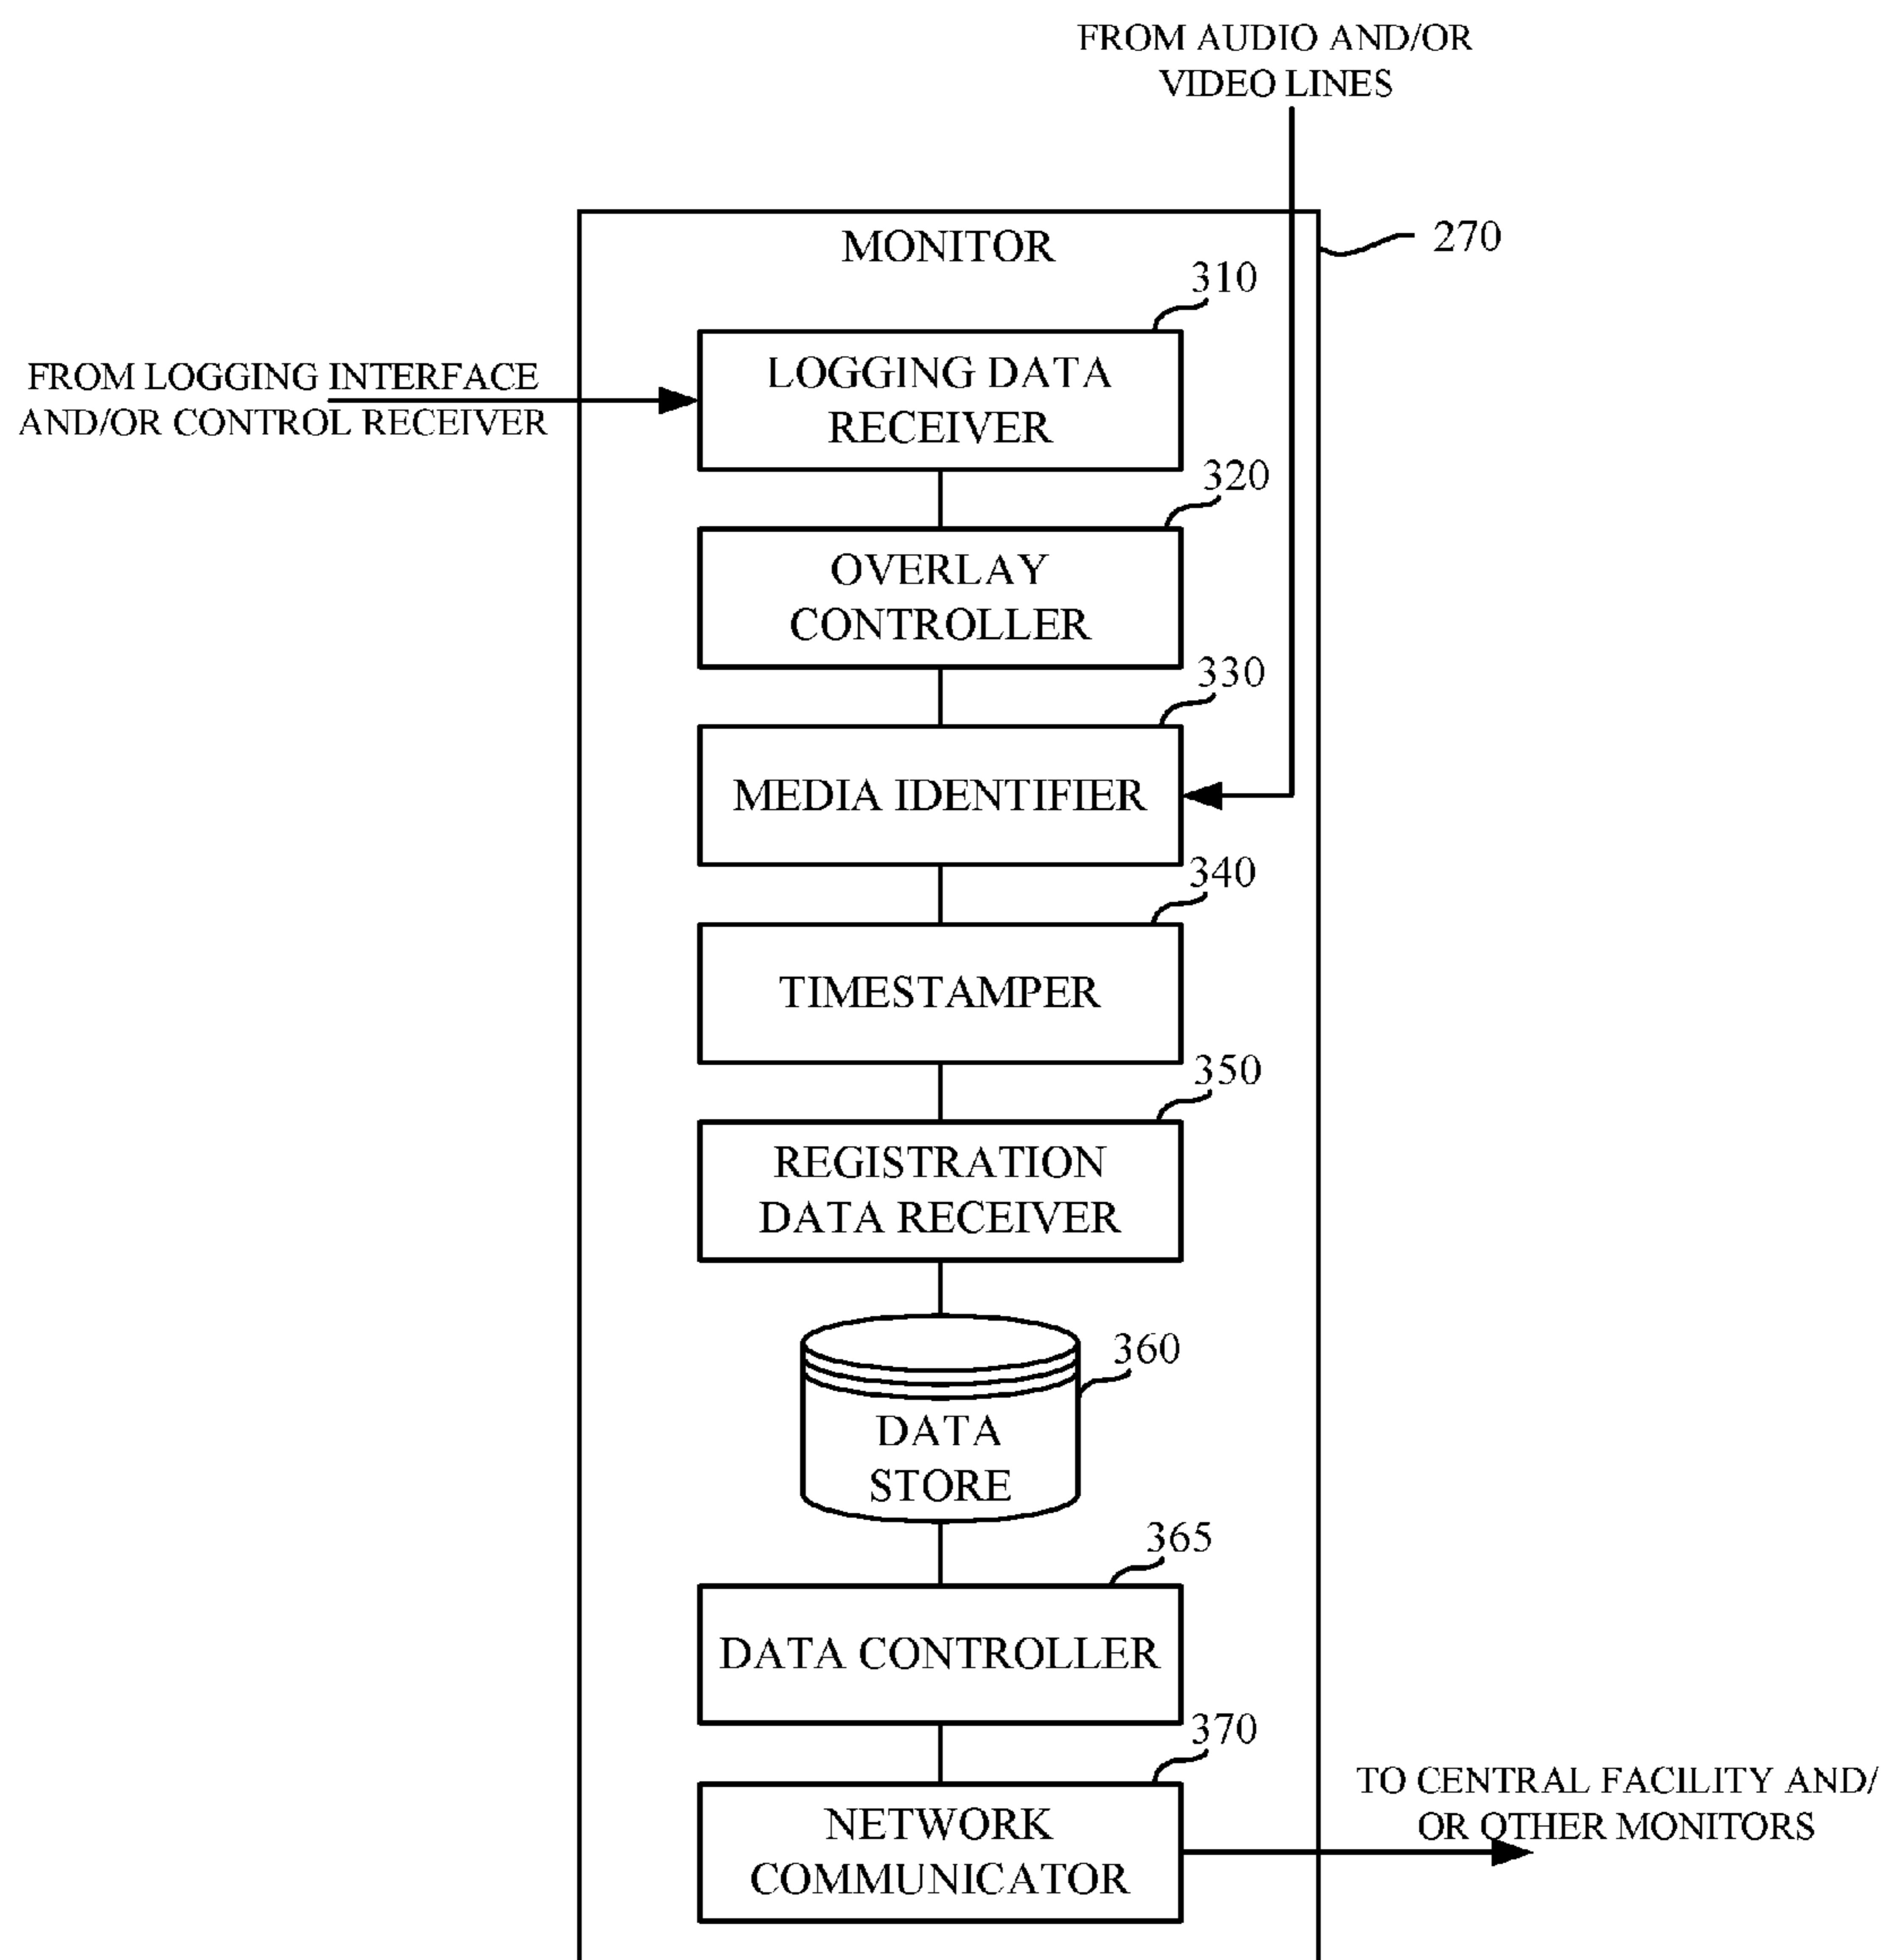 FROM AUDIO AND/OR
VIDEO LINES
MONITOR
270
310
LOGGING DATA
RECEIVER
FROM LOGGING INTERFACE
AND/OR CONTROL RECEIVER
320
OVERLAY
CONTROLLER
330
MEDIA IDENTIFIER
340
TIMESTAMPER
350
REGISTRATION
DATA RECEIVER
360
DATA
STORE
365
DATA CONTROLLER
370
NETWORK
COMMUNICATOR
TO CENTRAL FACILITY AND/
OR OTHER MONITORS